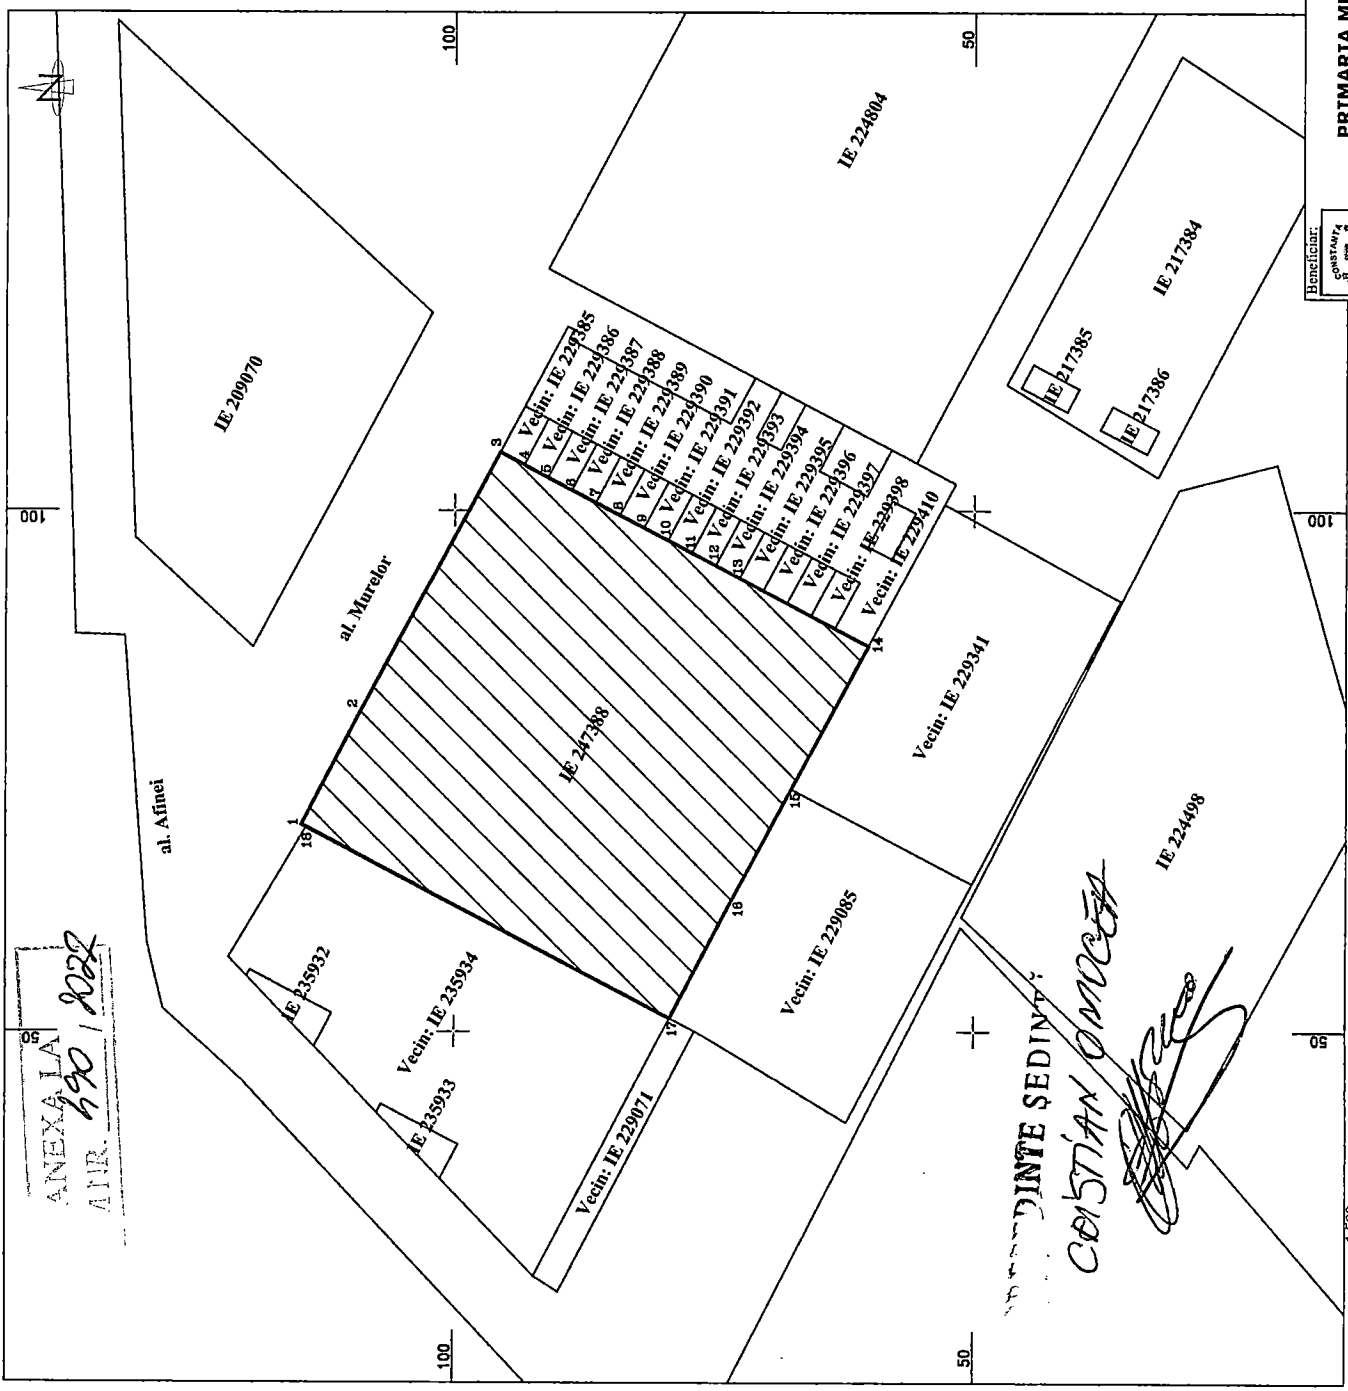 ANEXA LA
NR. 490 / 2022
N
100
50
100
50
100
50
100
50
al. Afinei
al. Murelor
IE 209070
IE 224804
IE 247388
1
2
3
4
5
6
7
8
9
10
11
12
13
14
15
16
17
18
Vecin: IE 229385
Vecin: IE 229386
Vecin: IE 229387
Vecin: IE 229388
Vecin: IE 229389
Vecin: IE 229390
Vecin: IE 229391
Vecin: IE 229392
Vecin: IE 229393
Vecin: IE 229394
Vecin: IE 229395
Vecin: IE 229396
Vecin: IE 229397
Vecin: IE 229398
Vecin: IE 229410
IE 235932
Vecin: IE 235934
IE 235933
Vecin: IE 229071
Vecin: IE 229085
Vecin: IE 229341
IE 224498
IE 217384
IE 217385
IE 217386
DINTE ŞEDINŢ
OMOCEA
Beneficiar:
CONSTANTA
PRIMARIA M